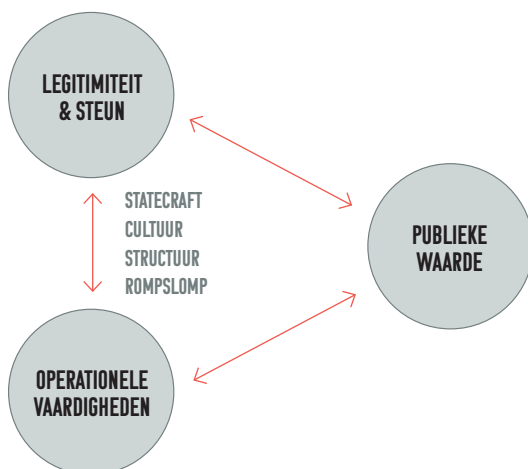 LEGITIMITEIT
& STEUN
STATECRAFT
CULTUUR
STRUCTUUR
ROMPSLOMP
PUBLIEKE
WAARDE
OPERATIONELE
VAARDIGHEDEN